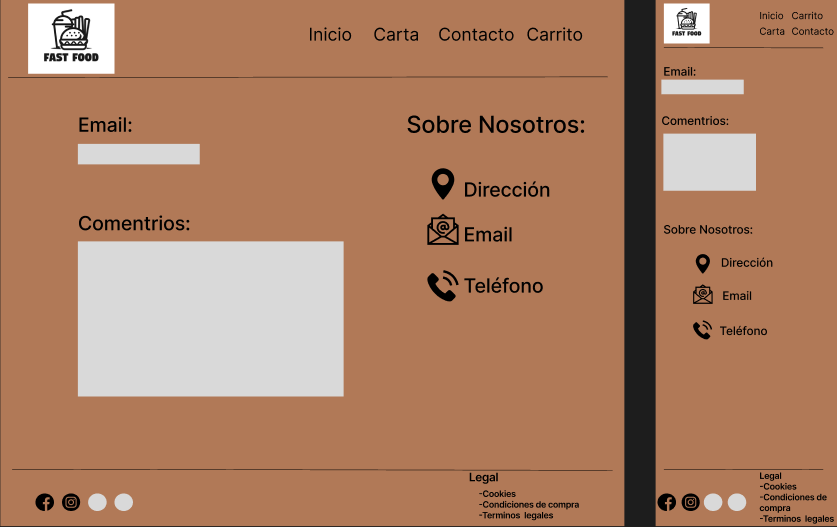 FAST FOOD
Inicio Carta Contacto Carrito
Email:
Comentrios:
Sobre Nosotros:
Dirección
Email
Teléfono
Legal
-Cookies
-Condiciones de compra
-Terminos legales
FAST FOOD
Inicio Carrito
Carta Contacto
Email:
Comentrios:
Sobre Nosotros:
Dirección
Email
Teléfono
Legal
-Cookies
-Condiciones de
compra
-Terminos legales